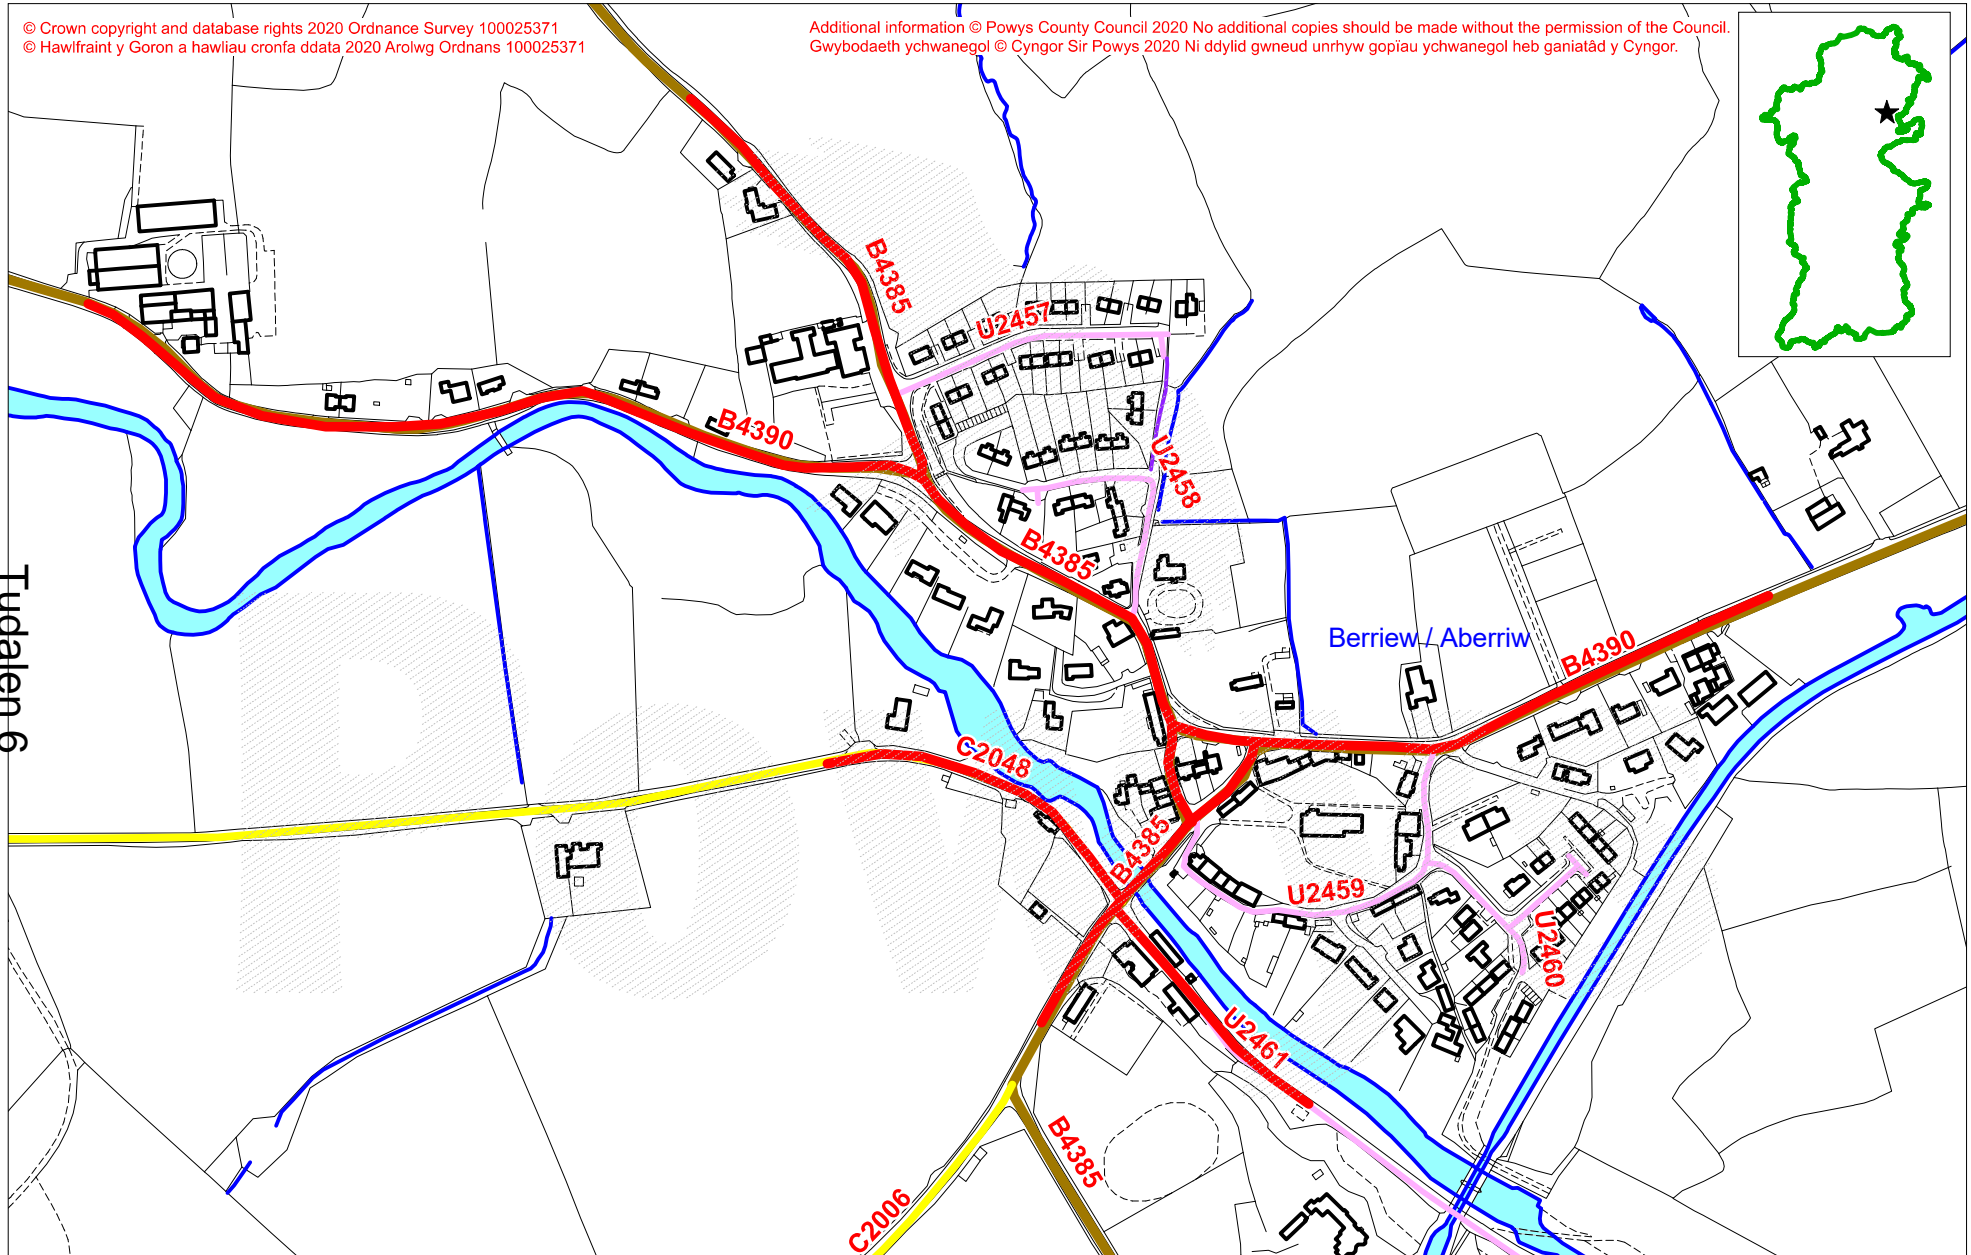 © Crown copyright and database rights 2020 Ordnance Survey 100025371
© Hawlfraint y Goron a hawliau cronfa ddata 2020 Arolwg Ordnans 100025371
Additional information © Powys County Council 2020 No additional copies should be made without the permission of the Council.
Gwybodaeth ychwanegol © Cyngor Sir Powys 2020 Ni ddylid gwneud unrhyw gopïau ychwanegol heb ganiatâd y Cyngor.
B4385
U2457
B4390
U2458
B4385
Tudalen 6
Berriew / Aberriw
B4390
C2048
B4385
U2459
U2460
U2461
B4385
C2006